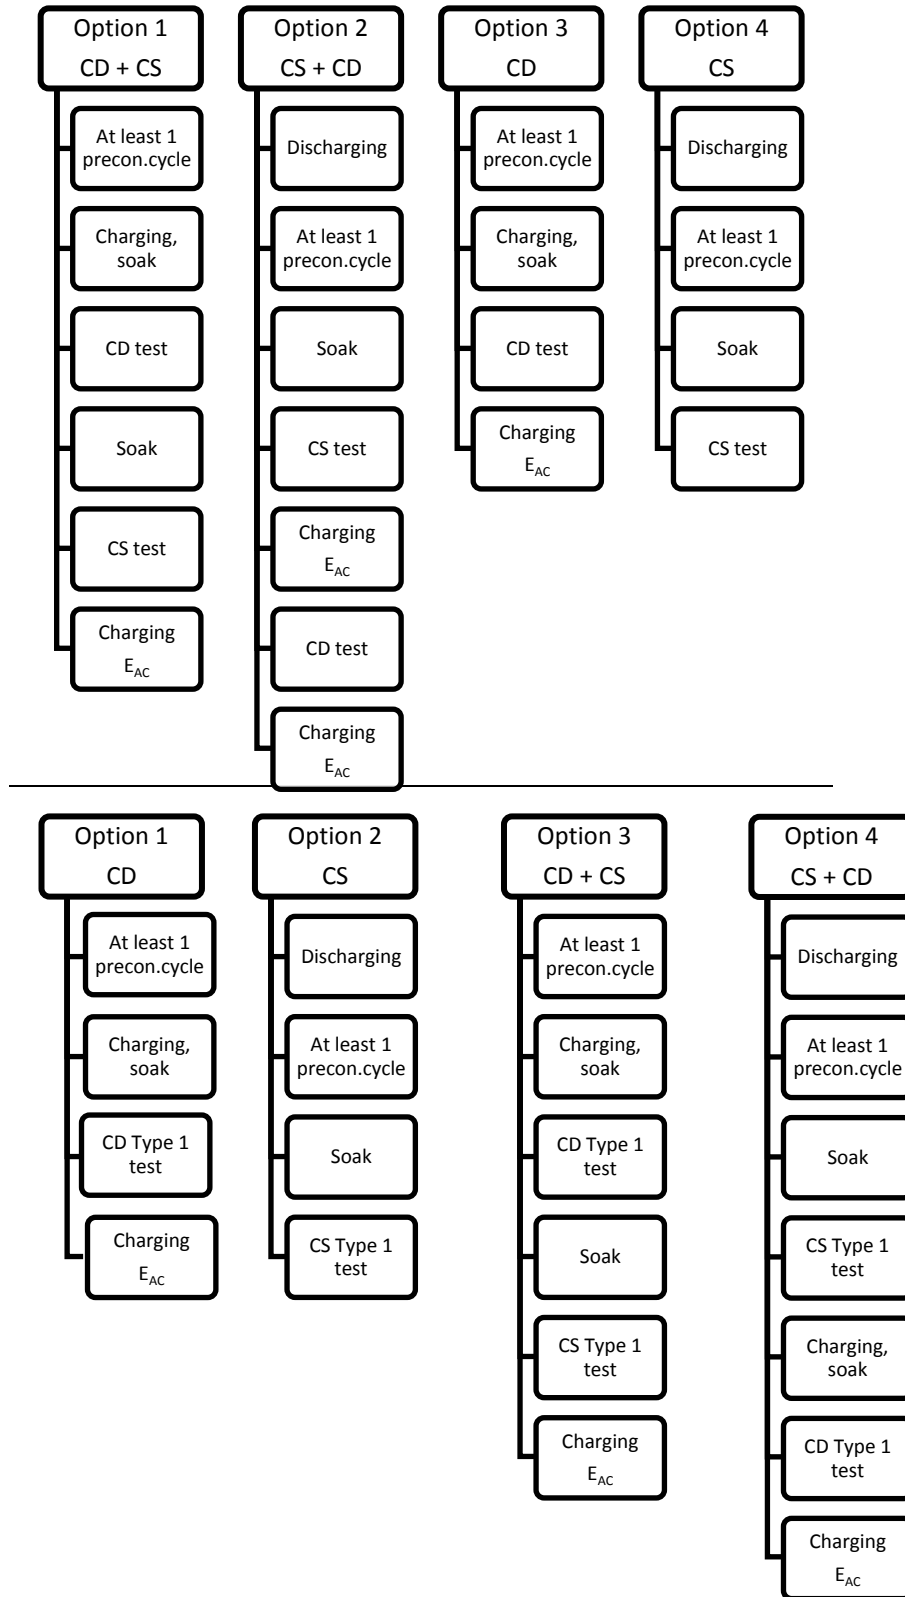 Option 1
CD + CS
At least 1
precon.cycle
Charging,
soak
CD test
Soak
CS test
Charging
E_AC
Option 2
CS + CD
Discharging
At least 1
precon.cycle
Soak
CS test
Charging
E_AC
CD test
Charging
E_AC
Option 3
CD
At least 1
precon.cycle
Charging,
soak
CD test
Charging
E_AC
Option 4
CS
Discharging
At least 1
precon.cycle
Soak
CS test
Option 1
CD
At least 1
precon.cycle
Charging,
soak
CD Type 1
test
Charging
E_AC
Option 2
CS
Discharging
At least 1
precon.cycle
Soak
CS Type 1
test
Option 3
CD + CS
At least 1
precon.cycle
Charging,
soak
CD Type 1
test
Soak
CS Type 1
test
Charging
E_AC
Option 4
CS + CD
Discharging
At least 1
precon.cycle
Soak
CS Type 1
test
Charging,
soak
CD Type 1
test
Charging
E_AC